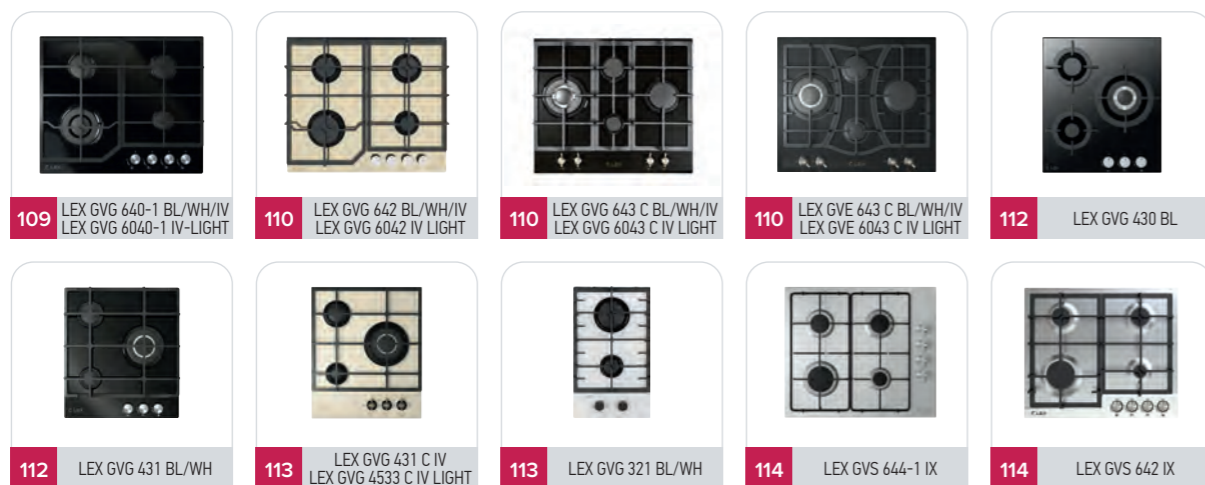 109 LEX GVG 640-1 BL/WH/IV
LEX GVG 6040-1 IV-LIGHT
110 LEX GVG 642 BL/WH/IV
LEX GVG 6042 IV LIGHT
110 LEX GVG 643 C BL/WH/IV
LEX GVG 6043 C IV LIGHT
110 LEX GVE 643 C BL/WH/IV
LEX GVE 6043 C IV LIGHT
112 LEX GVG 430 BL
112 LEX GVG 431 BL/WH
113 LEX GVG 431 C IV
LEX GVG 4533 C IV LIGHT
113 LEX GVG 321 BL/WH
114 LEX GVS 644-1 IX
114 LEX GVS 642 IX